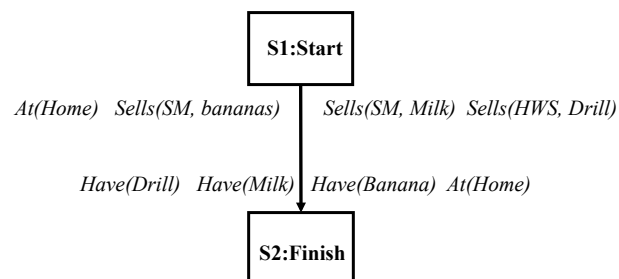 S1:Start
At(Home) Sells(SM, bananas) Sells(SM, Milk) Sells(HWS, Drill)
Have(Drill) Have(Milk) Have(Banana) At(Home)
S2:Finish